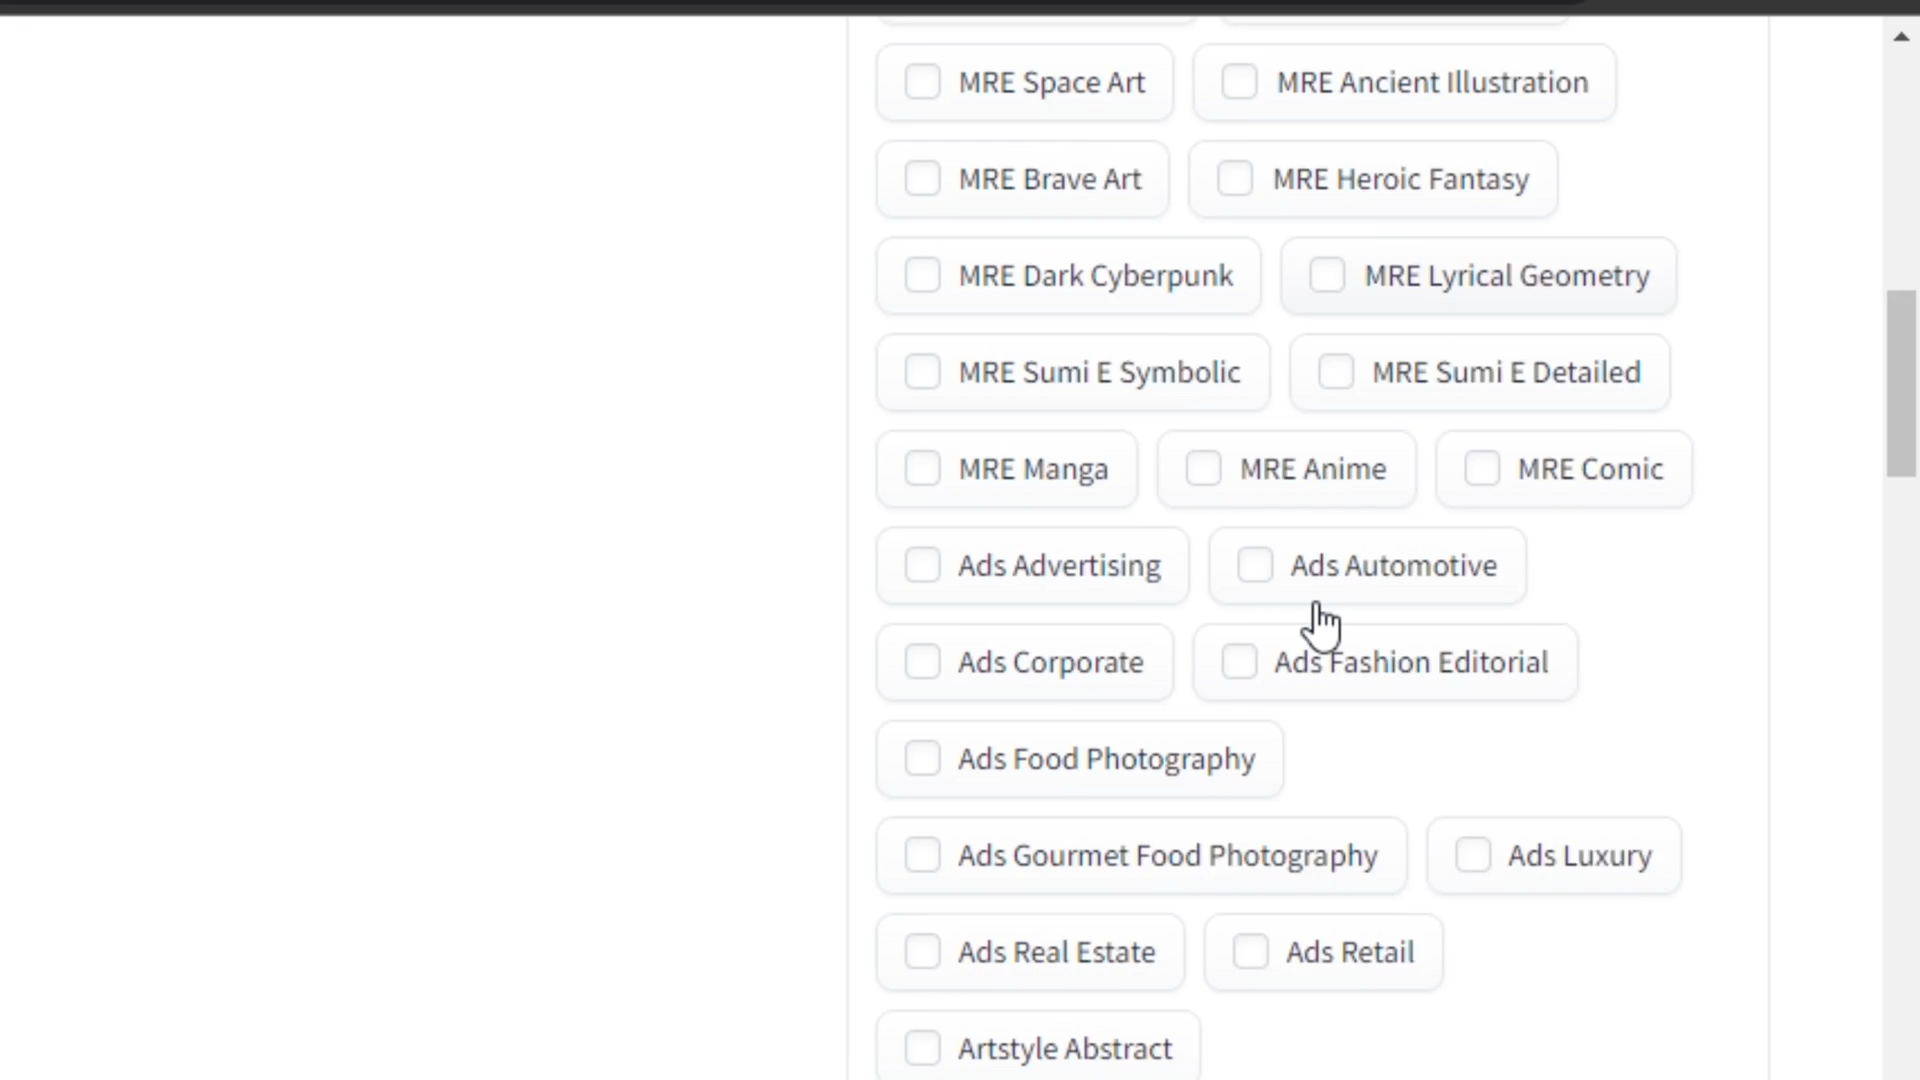 MRE Space Art MRE Ancient Illustration
MRE Brave Art MRE Heroic Fantasy
MRE Dark Cyberpunk MRE Lyrical Geometry
MRE Sumi E Symbolic MRE Sumi E Detailed
MRE Manga MRE Anime MRE Comic
Ads Advertising Ads Automotive
Ads Corporate Ads Fashion Editorial
Ads Food Photography
Ads Gourmet Food Photography Ads Luxury
Ads Real Estate Ads Retail
Artstyle Abstract